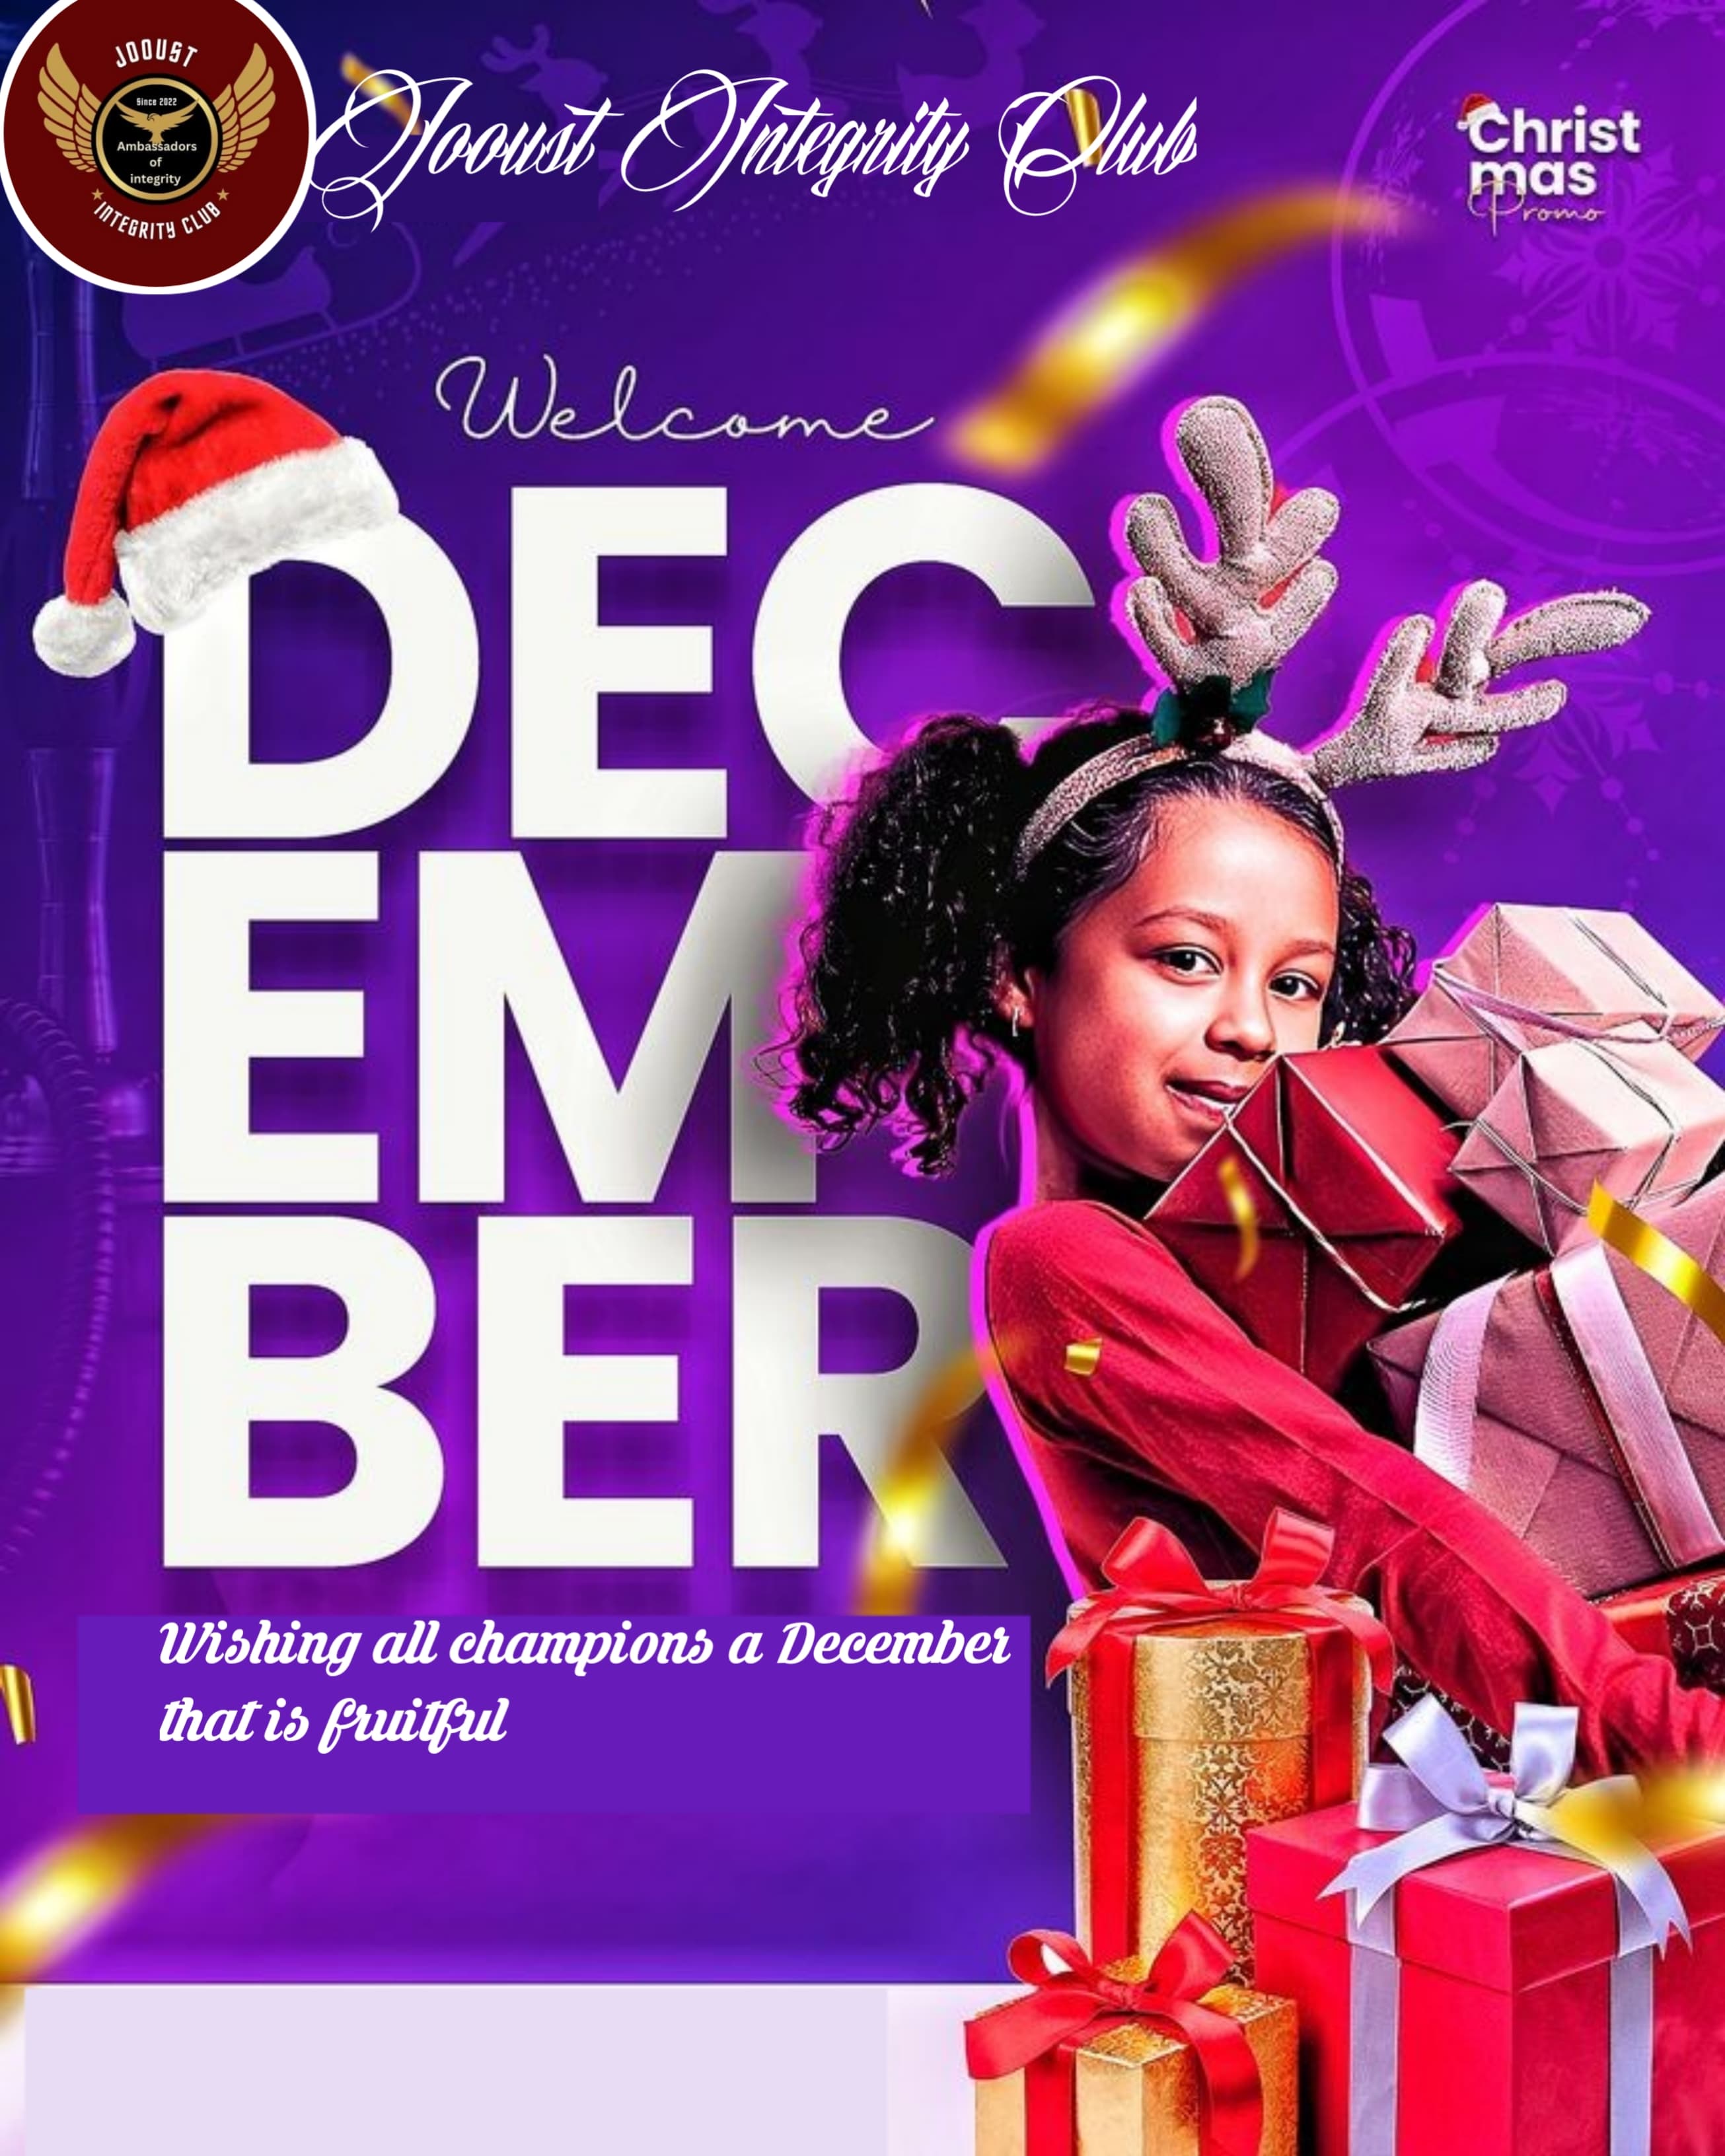 JOOUST
Since 2022
Ambassadors
of
integrity
INTEGRITY CLUB
Jooust Integrity Club
Christ
mas
Promo
Welcome
DEC
EM
BER
Wishing all champions a December
that is fruitful